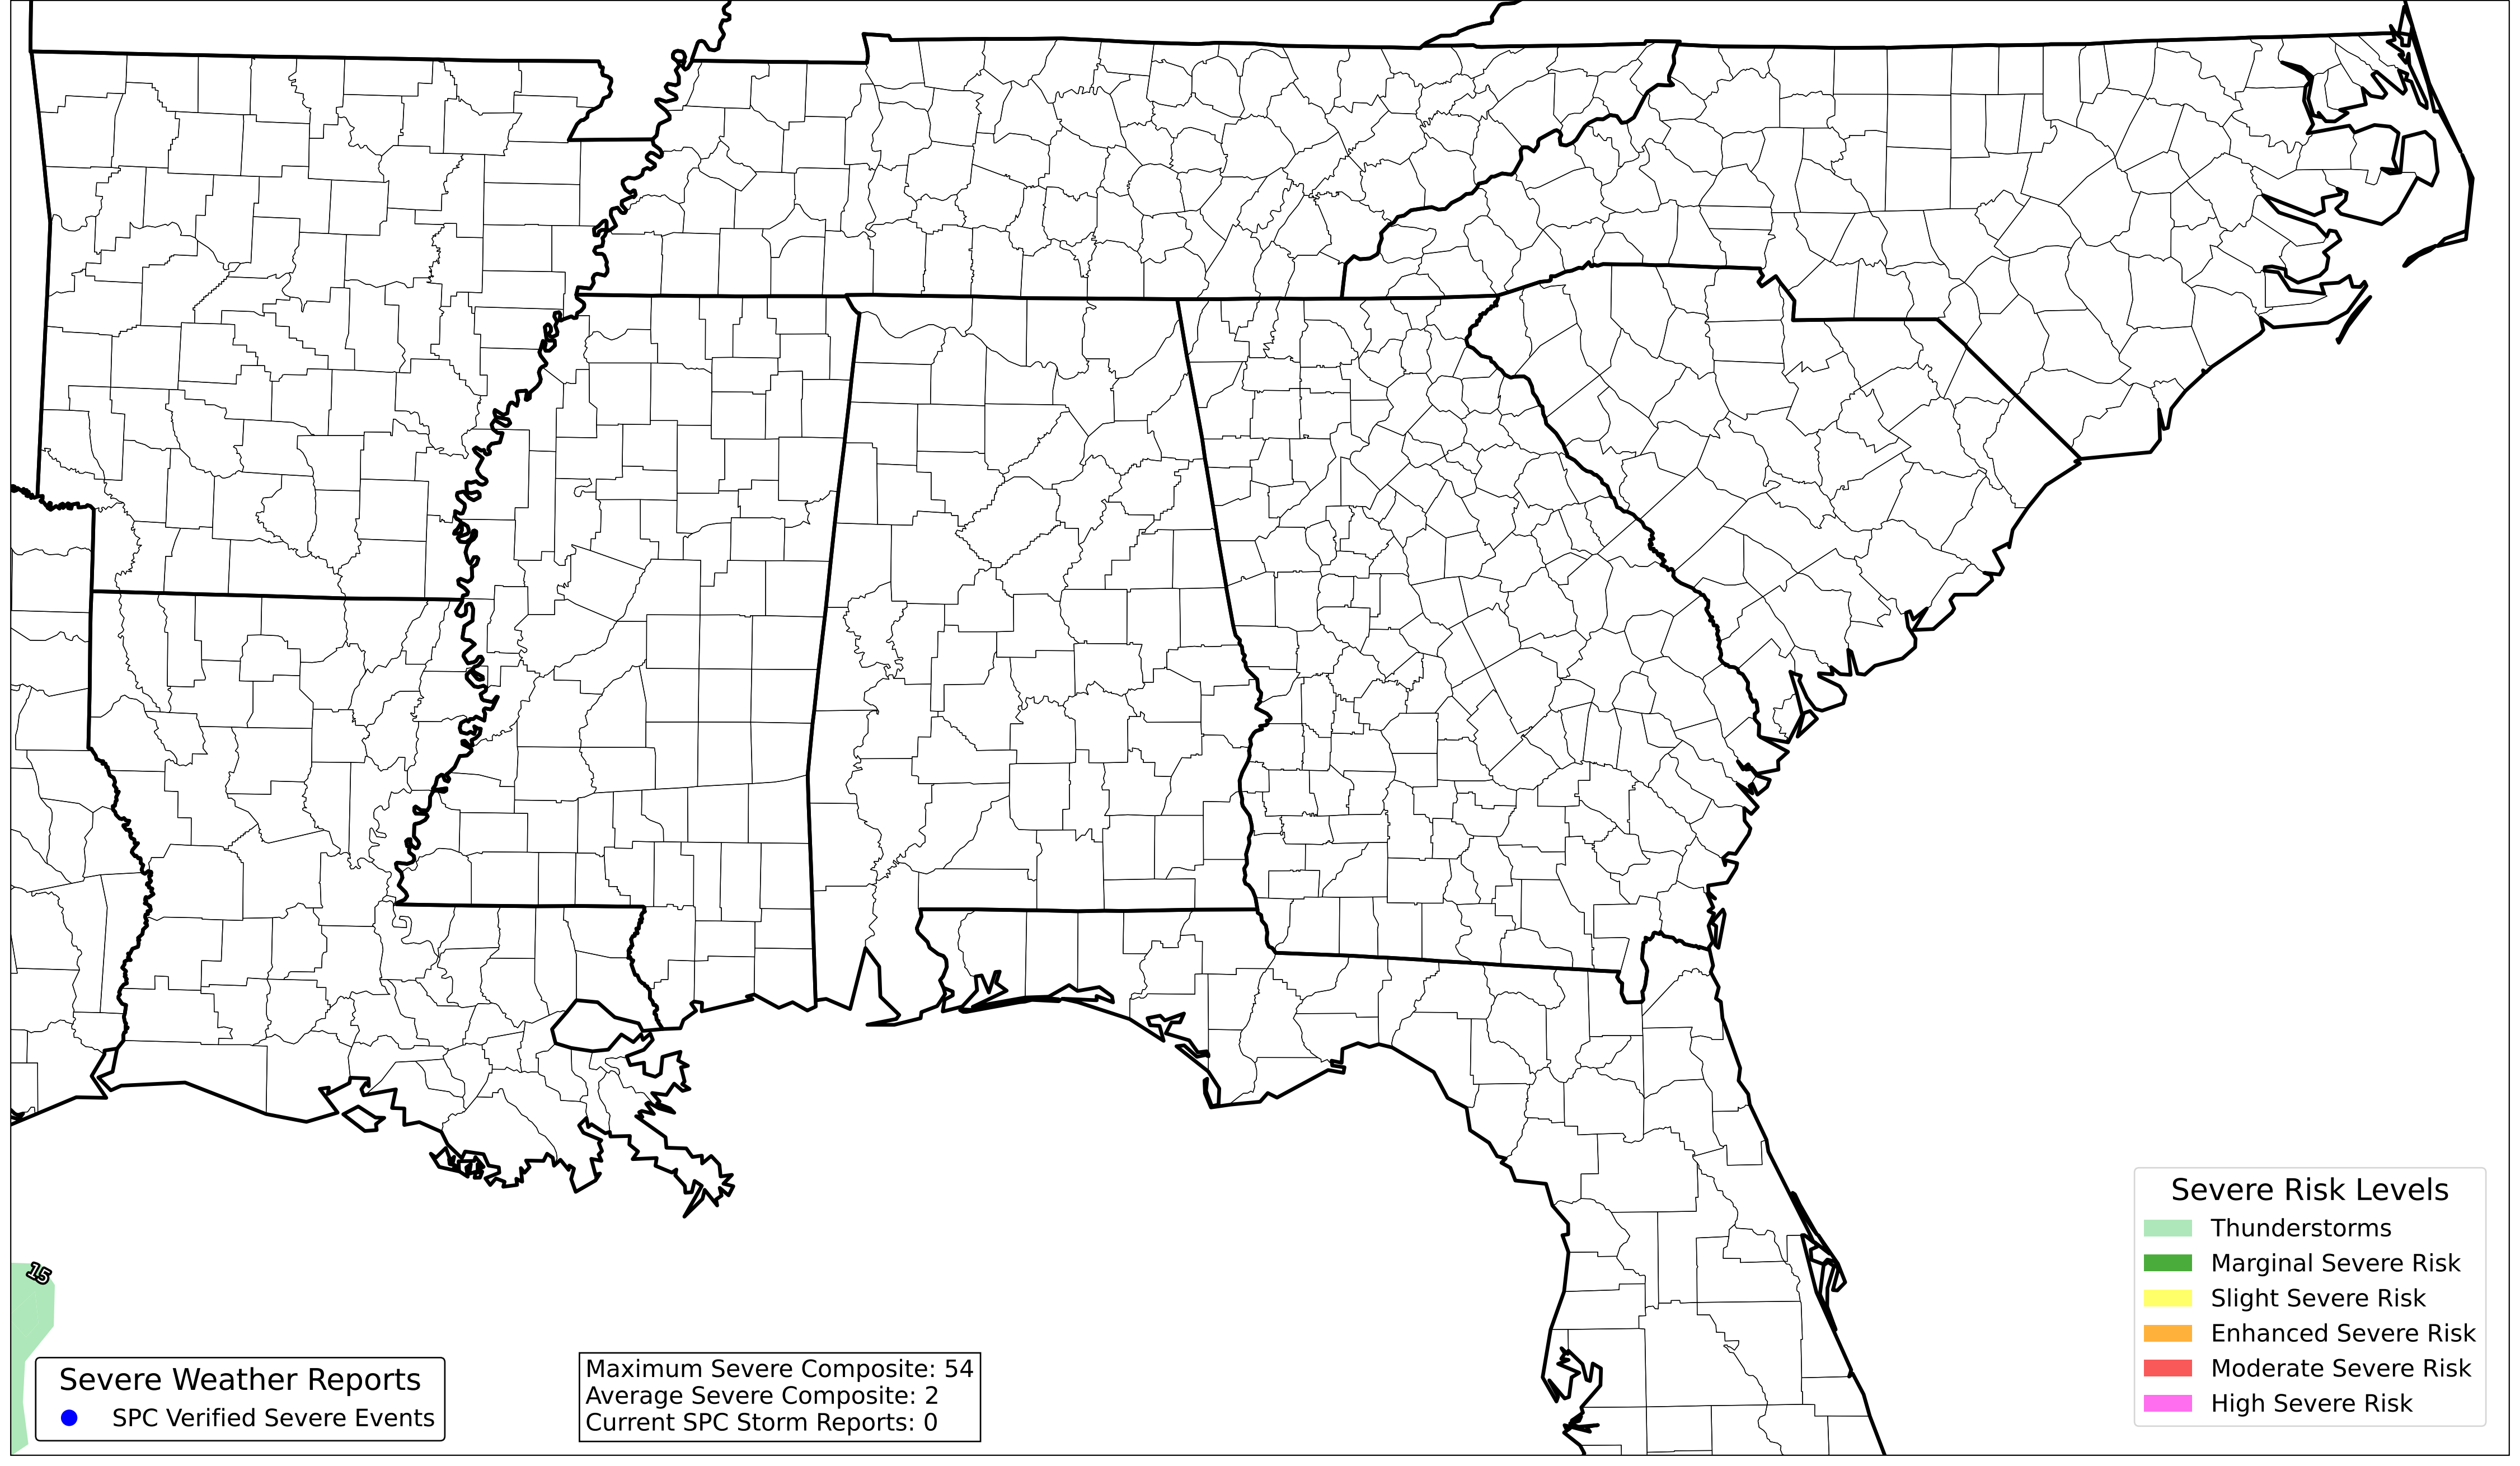 15
Severe Weather Reports
SPC Verified Severe Events
Maximum Severe Composite: 54
Average Severe Composite: 2
Current SPC Storm Reports: 0
Severe Risk Levels
Thunderstorms
Marginal Severe Risk
Slight Severe Risk
Enhanced Severe Risk
Moderate Severe Risk
High Severe Risk